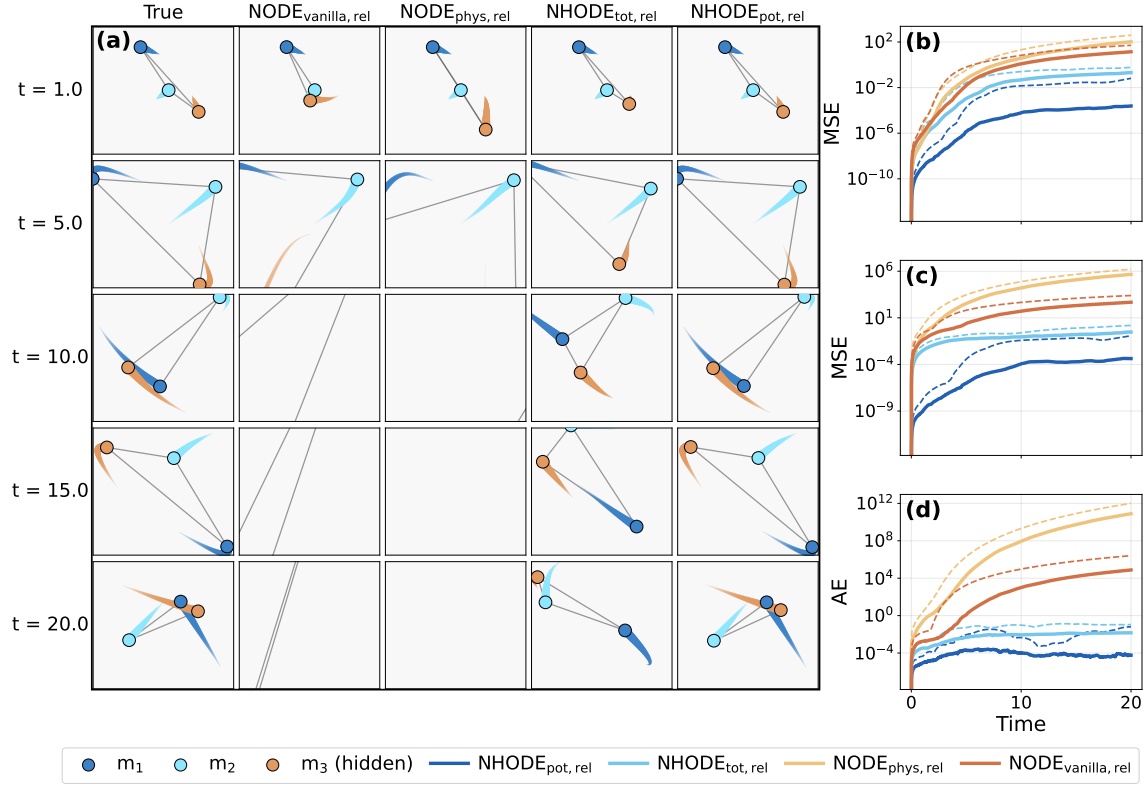 True NODE_vanilla, rel NODE_phys, rel NHODE_tot, rel NHODE_pot, rel
(a)
t = 1.0
t = 5.0
t = 10.0
t = 15.0
t = 20.0
(b)
MSE
10^2
10^−2
10^−6
10^−10
(c)
MSE
10^6
10^1
10^−4
10^−9
(d)
AE
10^12
10^8
10^4
10^0
10^−4
0 10 20
Time
m_1 m_2 m_3 (hidden) NHODE_pot, rel NHODE_tot, rel NODE_phys, rel NODE_vanilla, rel